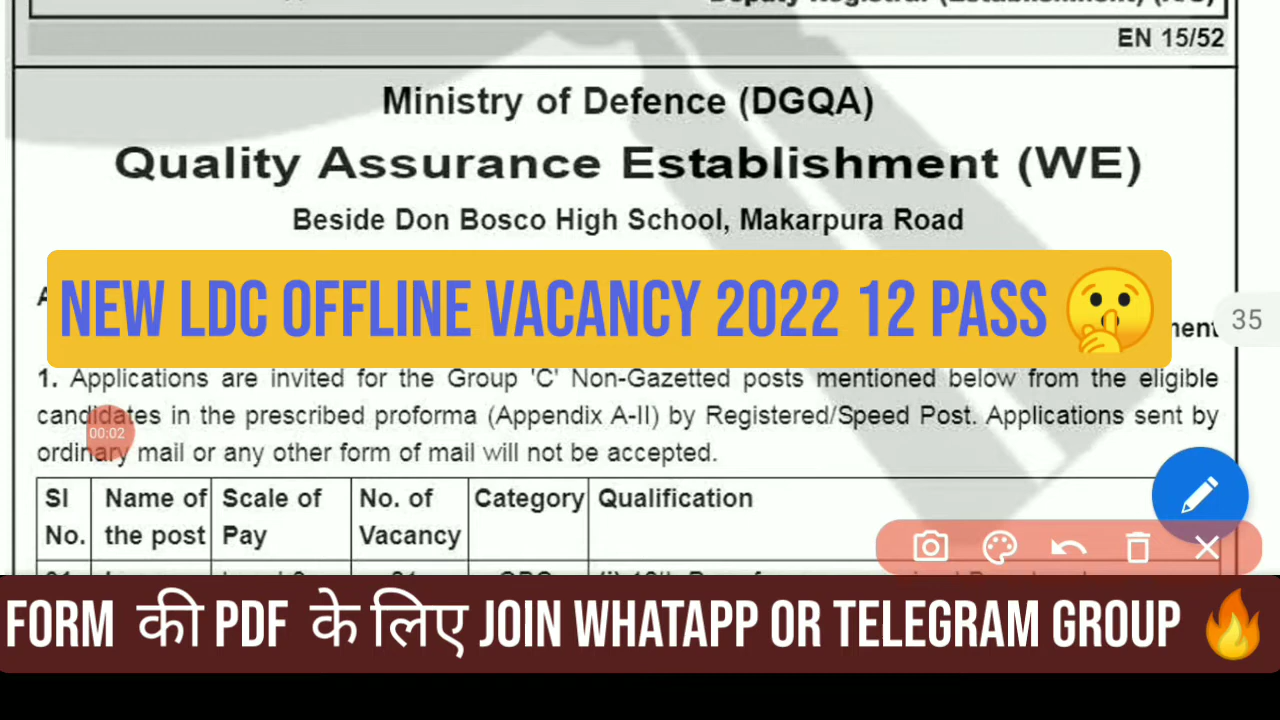 EN 15/52
Ministry of Defence (DGQA)
Quality Assurance Establishment (WE)
Beside Don Bosco High School, Makarpura Road
NEW LDC OFFLINE VACANCY 2022 12 PASS 🤫
35
1. Applications are invited for the Group 'C' Non-Gazetted posts mentioned below from the eligible
candidates in the prescribed proforma (Appendix A-II) by Registered/Speed Post. Applications sent by
ordinary mail or any other form of mail will not be accepted.
00:02
Sl No. Name of the post Scale of Pay No. of Vacancy Category Qualification
FORM की PDF के लिए JOIN WHATAPP OR TELEGRAM GROUP 🔥